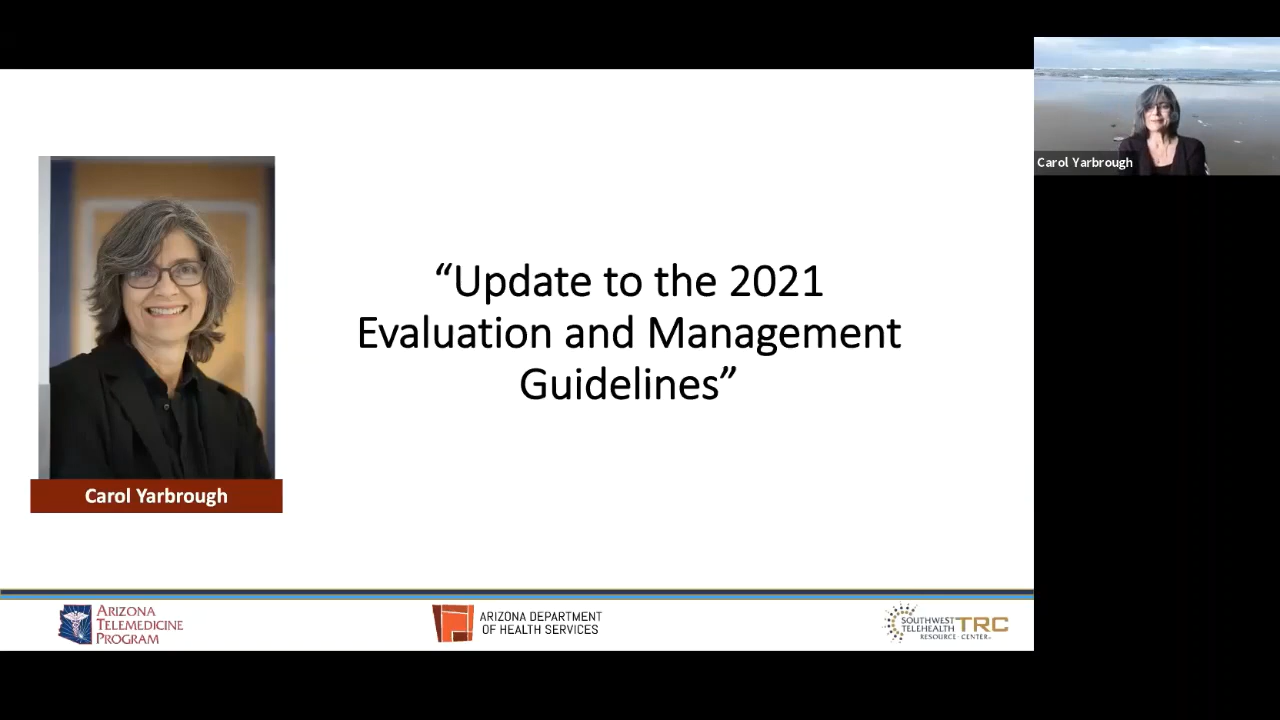 “Update to the 2021
Evaluation and Management
Guidelines”
Carol Yarbrough
Carol Yarbrough
ARIZONA
TELEMEDICINE
PROGRAM
ARIZONA DEPARTMENT
OF HEALTH SERVICES
SOUTHWEST
TELEHEALTH
RESOURCE CENTER
TRC